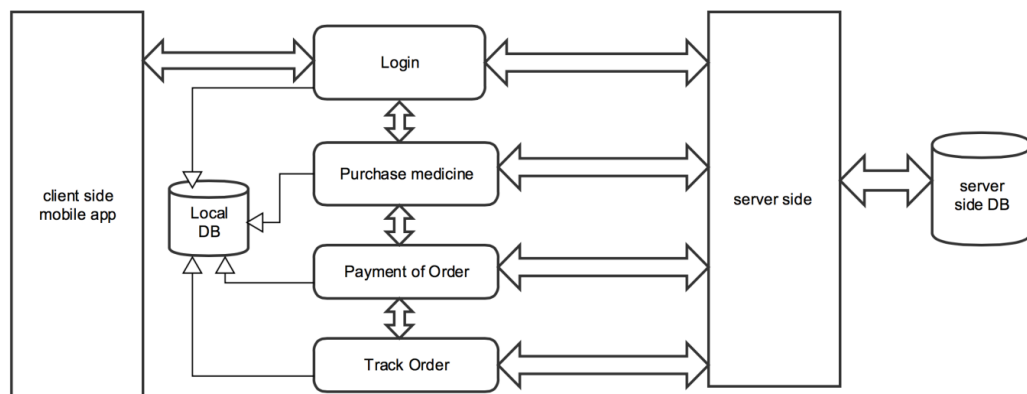 Login
Purchase medicine
client side
mobile app
Local
DB
server side
server
side DB
Payment of Order
Track Order